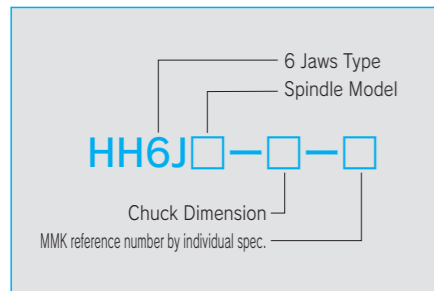 6 Jaws Type
Spindle Model
HH6J□－□－□
Chuck Dimension
MMK reference number by individual spec.